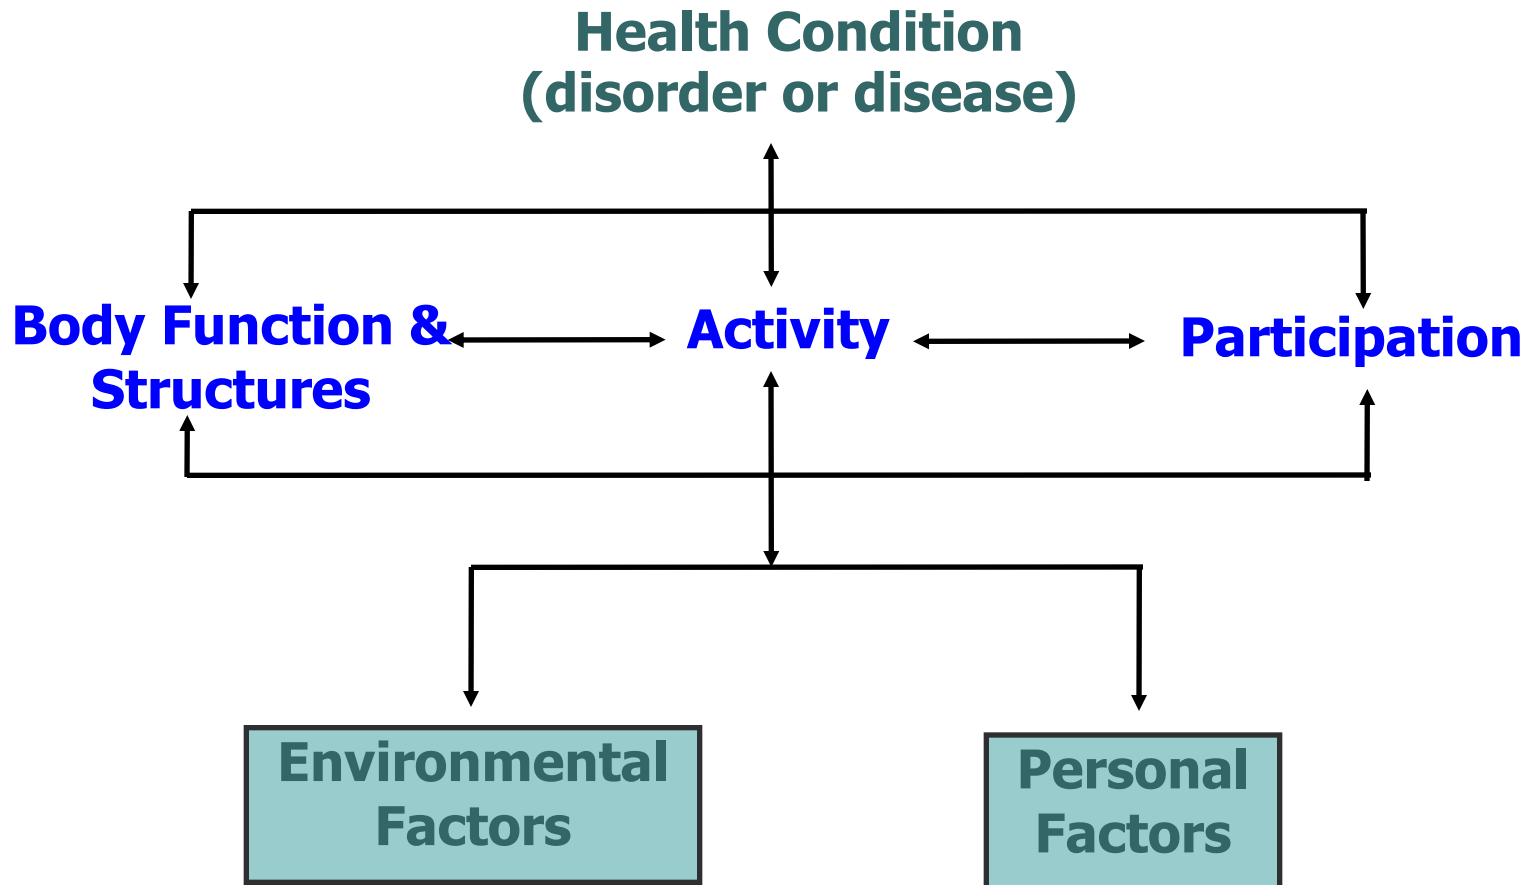 Health Condition
(disorder or disease)
Body Function &
Structures
Activity
Participation
Environmental
Factors
Personal
Factors